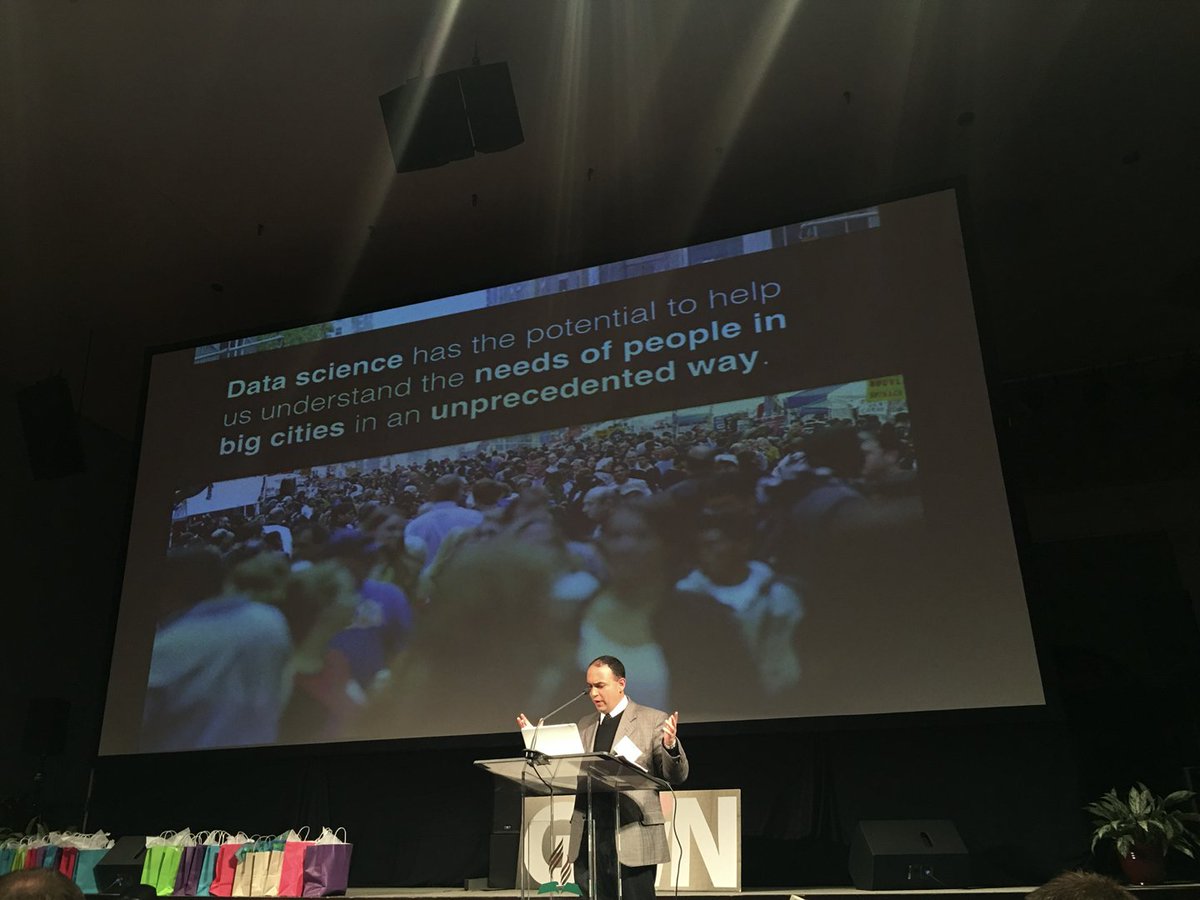 Data science has the potential to help
us understand the needs of people in
big cities in an unprecedented way.
G
N